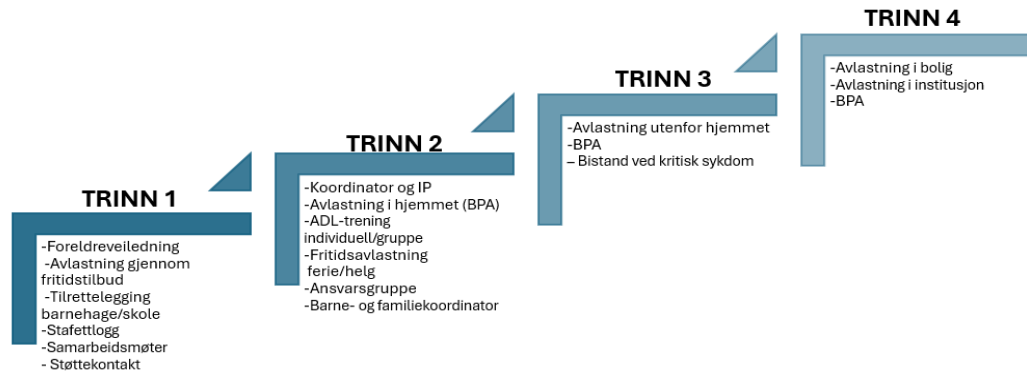 TRINN 1
-Foreldreveiledning
-Avlastning gjennom
fritidstilbud
-Tilrettelegging
barnehage/skole
-Stafettlogg
-Samarbeidsmøter
- Støttekontakt
TRINN 2
-Koordinator og IP
-Avlastning i hjemmet (BPA)
-ADL-trening
individuell/gruppe
-Fritidsavlastning
ferie/helg
-Ansvarsgruppe
-Barne- og familiekoordinator
TRINN 3
-Avlastning utenfor hjemmet
-BPA
– Bistand ved kritisk sykdom
TRINN 4
-Avlastning i bolig
-Avlastning i institusjon
-BPA